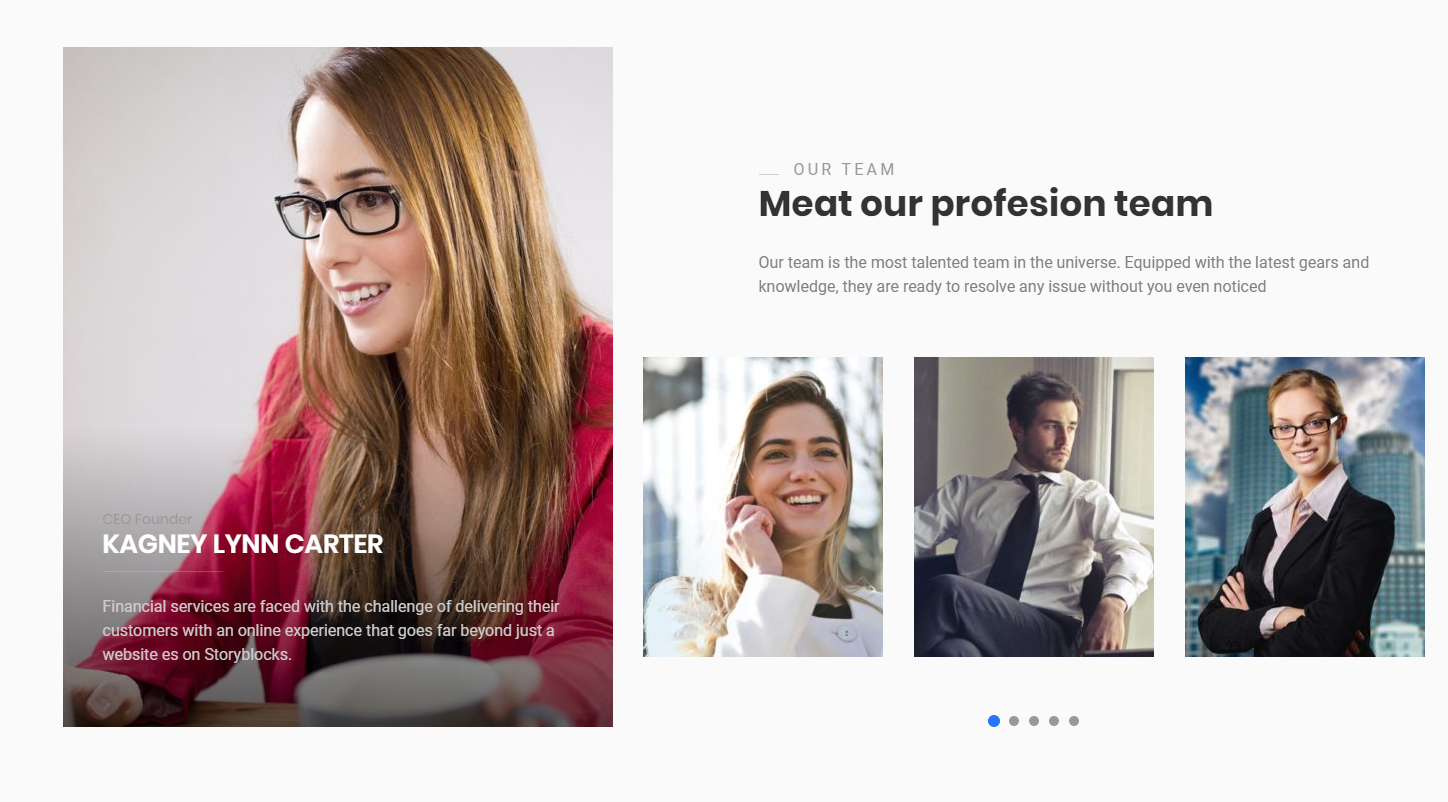 OUR TEAM
Meat our profesion team
Our team is the most talented team in the universe. Equipped with the latest gears and
knowledge, they are ready to resolve any issue without you even noticed
CEO Founder
KAGNEY LYNN CARTER
Financial services are faced with the challenge of delivering their
customers with an online experience that goes far beyond just a
website es on Storyblocks.